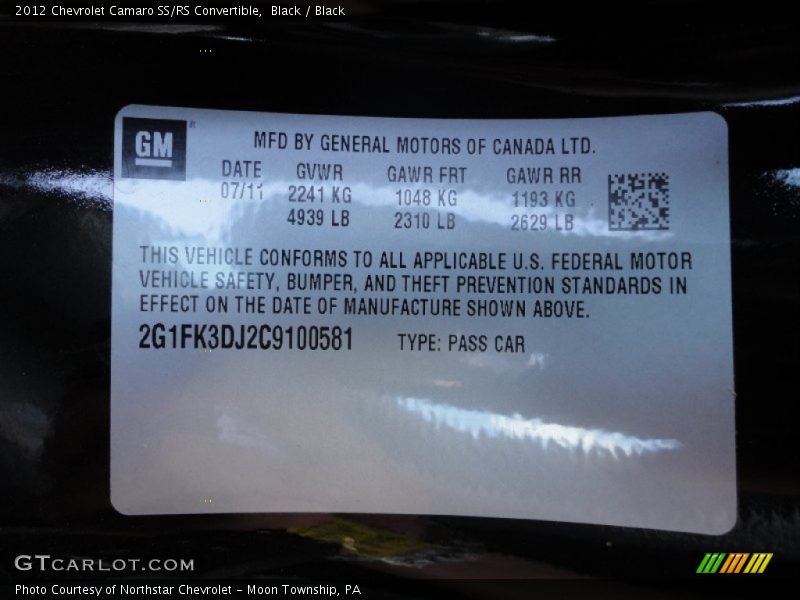 2012 Chevrolet Camaro SS/RS Convertible, Black / Black
GM
MFD BY GENERAL MOTORS OF CANADA LTD.
DATE GVWR GAWR FRT GAWR RR
07/11 2241 KG 1048 KG 1193 KG
4939 LB 2310 LB 2629 LB
THIS VEHICLE CONFORMS TO ALL APPLICABLE U.S. FEDERAL MOTOR
VEHICLE SAFETY, BUMPER, AND THEFT PREVENTION STANDARDS IN
EFFECT ON THE DATE OF MANUFACTURE SHOWN ABOVE.
2G1FK3DJ2C9100581 TYPE: PASS CAR
GTCARLOT.COM
Photo Courtesy of Northstar Chevrolet - Moon Township, PA